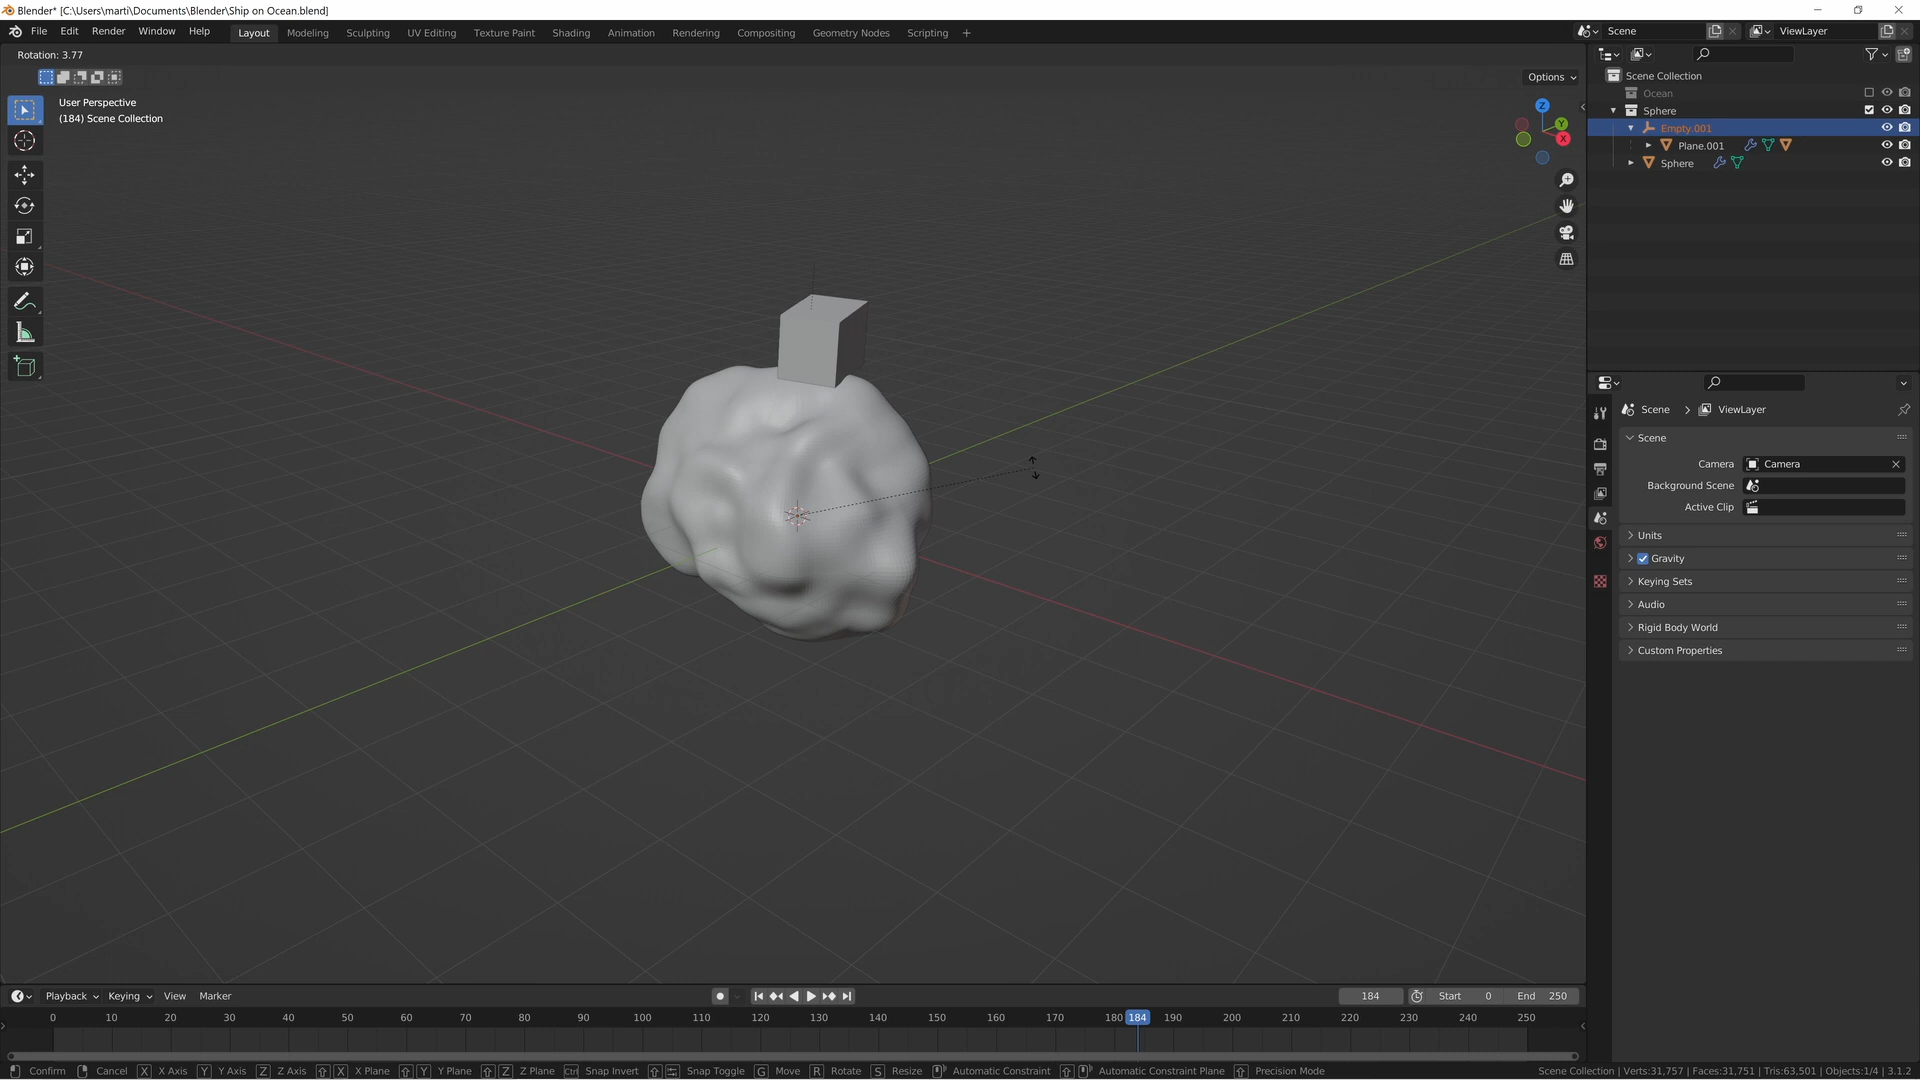 Blender* [C:\Users\marti\Documents\Blender\Ship on Ocean.blend]
File Edit Render Window Help Layout Modeling Sculpting UV Editing Texture Paint Shading Animation Rendering Compositing Geometry Nodes Scripting + Scene ViewLayer
Rotation: 3.77
Options
User Perspective
(184) Scene Collection
Z
Y
X
Scene Collection
Ocean
Sphere
Empty.001
Plane.001
Sphere
Scene > ViewLayer
Scene
Camera Camera
Background Scene
Active Clip
Units
Gravity
Keying Sets
Audio
Rigid Body World
Custom Properties
Playback Keying View Marker 184 Start 0 End 250
0 10 20 30 40 50 60 70 80 90 100 110 120 130 140 150 160 170 180 184 190 200 210 220 230 240 250
Confirm Cancel X X Axis Y Y Axis Z Z Axis X X Plane Y Y Plane Z Z Plane Ctrl Snap Invert Snap Toggle G Move R Rotate S Resize Automatic Constraint Automatic Constraint Plane Precision Mode Scene Collection | Verts:31,757 | Faces:31,751 | Tris:63,501 | Objects:1/4 | 3.1.2